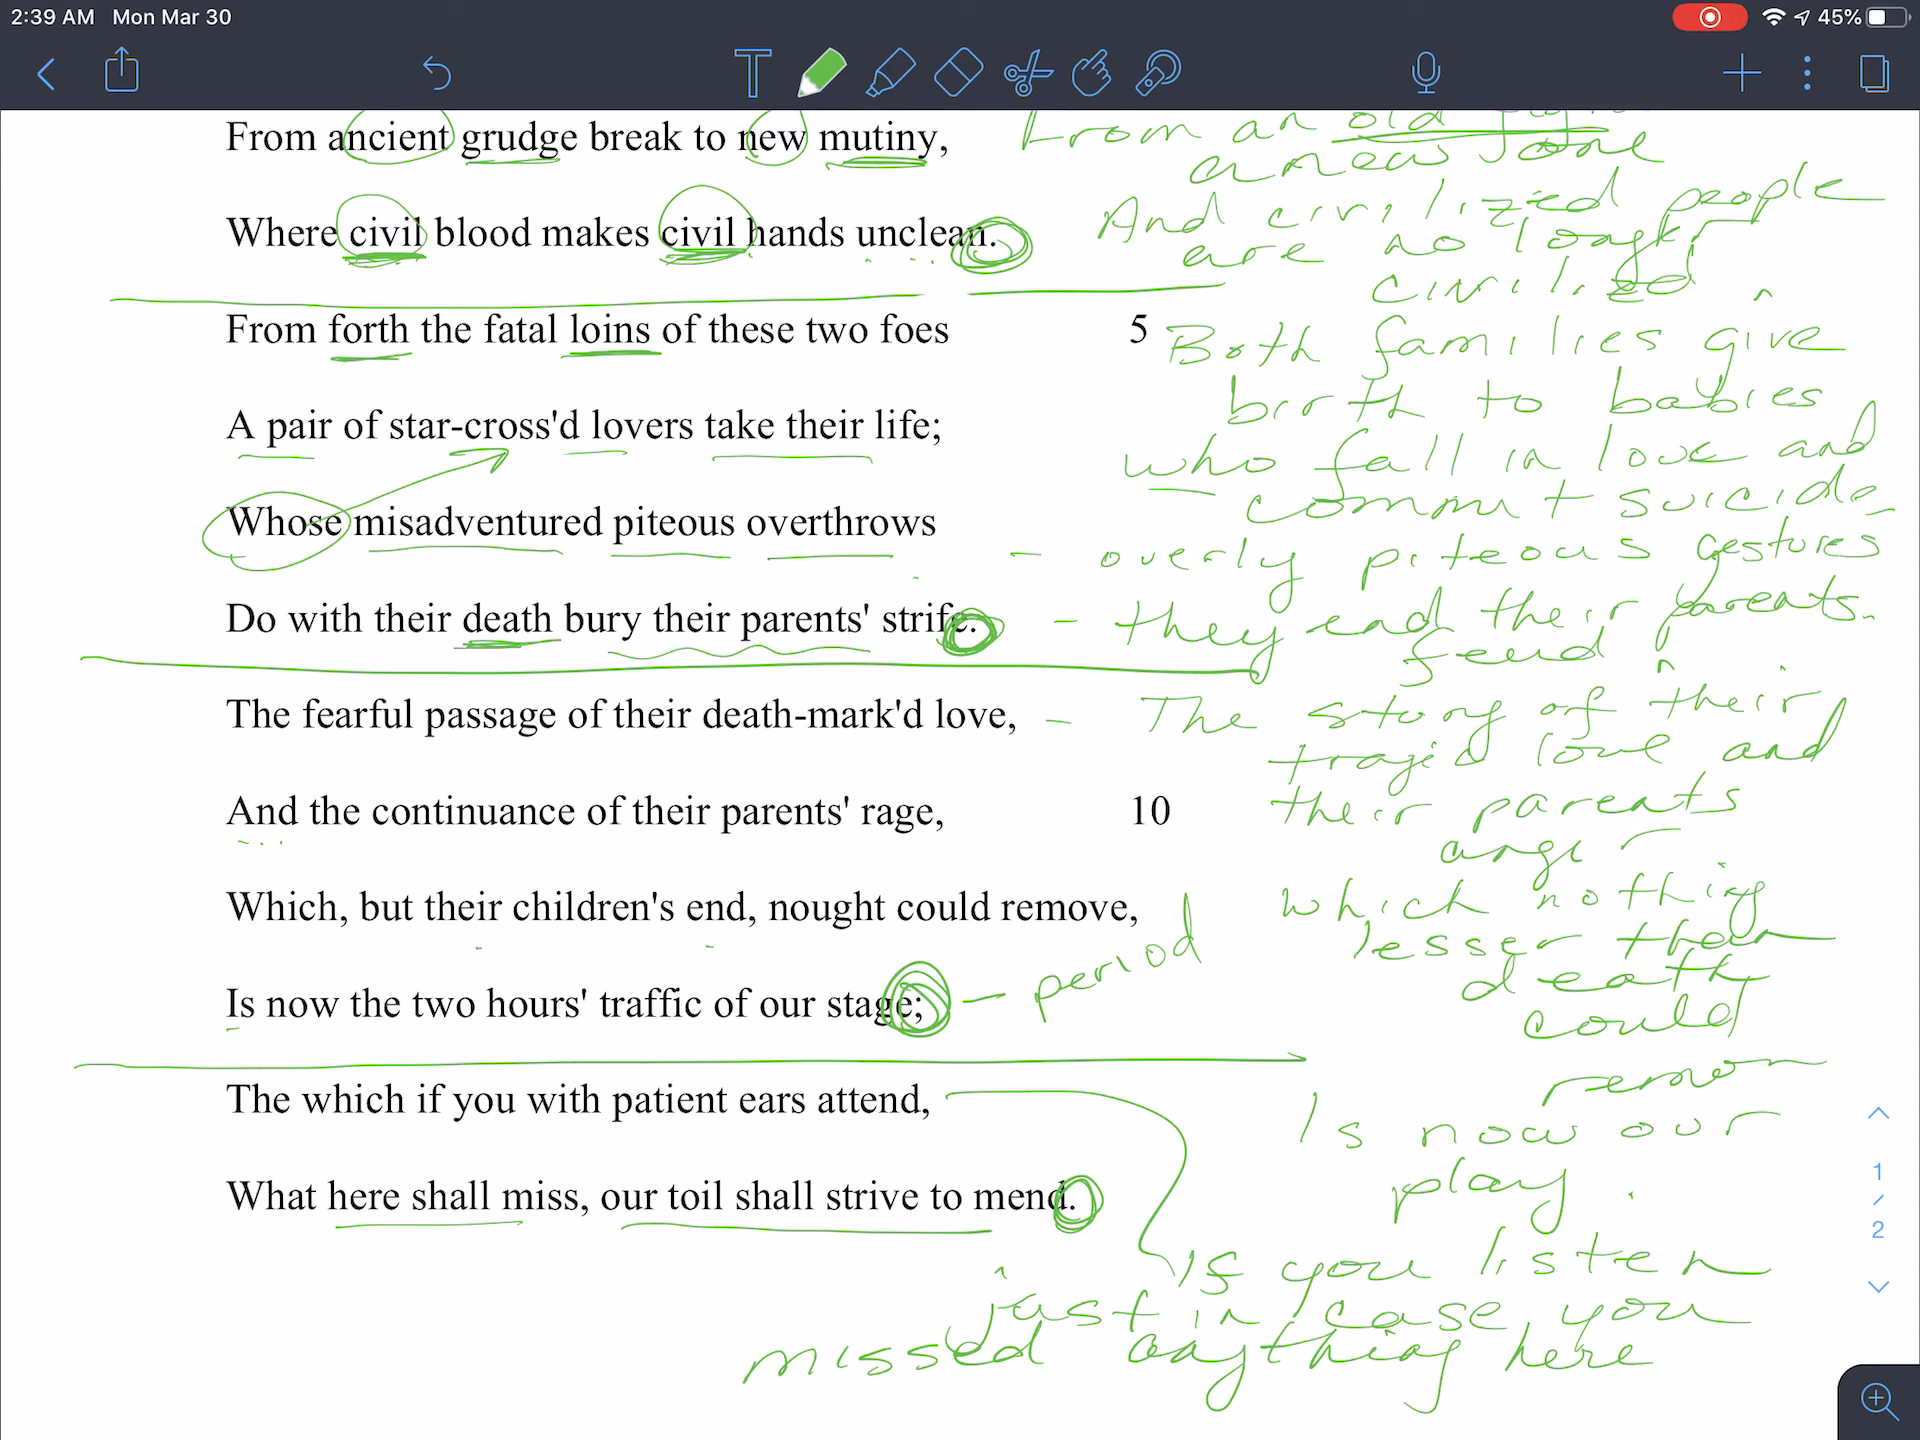 2:39 AM Mon Mar 30
45%
T
From ancient grudge break to new mutiny,
From an old
a new one
Where civil blood makes civil hands unclean.
And civilized people
are no longer
civilized
From forth the fatal loins of these two foes 5
Both families give
birth to babies
A pair of star-cross'd lovers take their life;
who fall in love and
commit suicide
Whose misadventured piteous overthrows
- overly piteous gestures
Do with their death bury their parents' strife.
- they end their parents.
feud
The fearful passage of their death-mark'd love,
- The story of their
tragic love and
And the continuance of their parents' rage, 10
their parents
anger
Which, but their children's end, nought could remove,
which nothing
lesser than
death
could
Is now the two hours' traffic of our stage;
- period
remov
The which if you with patient ears attend,
Is now our
play.
What here shall miss, our toil shall strive to mend.
If you listen
just in case you
missed anything here
1
/
2